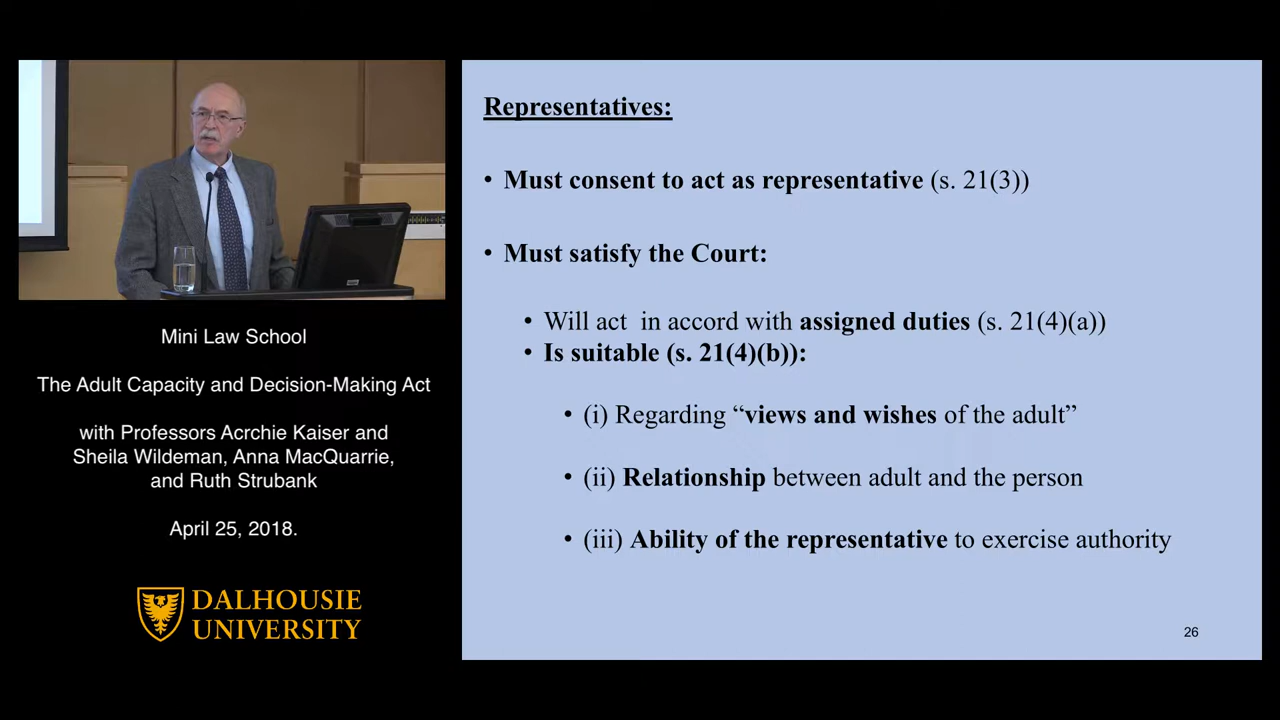 Mini Law School
The Adult Capacity and Decision-Making Act
with Professors Acrchie Kaiser and
Sheila Wildeman, Anna MacQuarrie,
and Ruth Strubank
April 25, 2018.
DALHOUSIE
UNIVERSITY
Representatives:
• Must consent to act as representative (s. 21(3))
• Must satisfy the Court:
• Will act in accord with assigned duties (s. 21(4)(a))
• Is suitable (s. 21(4)(b)):
• (i) Regarding “views and wishes of the adult”
• (ii) Relationship between adult and the person
• (iii) Ability of the representative to exercise authority
26